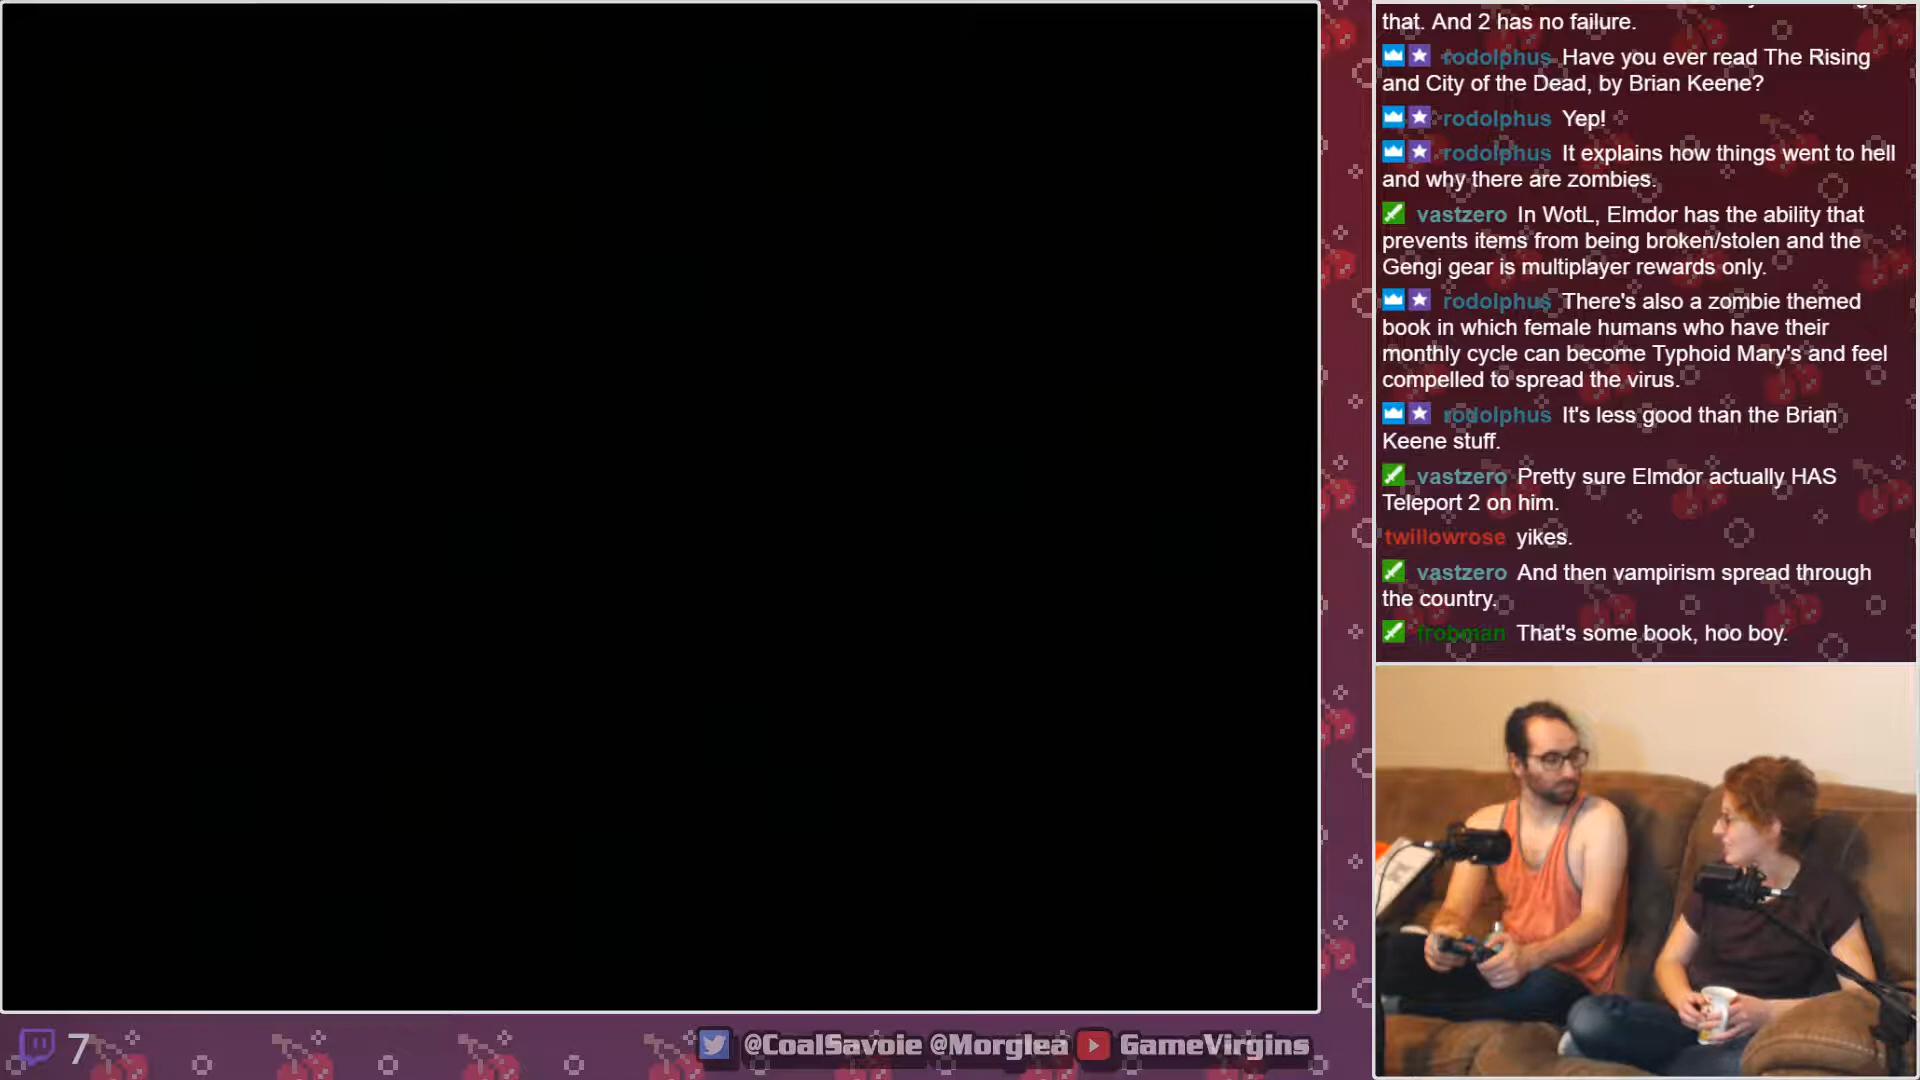 that. And 2 has no failure.
rodolphus Have you ever read The Rising
and City of the Dead, by Brian Keene?
rodolphus Yep!
rodolphus It explains how things went to hell
and why there are zombies.
vastzero In WotL, Elmdor has the ability that
prevents items from being broken/stolen and the
Gengi gear is multiplayer rewards only.
rodolphus There's also a zombie themed
book in which female humans who have their
monthly cycle can become Typhoid Mary's and feel
compelled to spread the virus.
rodolphus It's less good than the Brian
Keene stuff.
vastzero Pretty sure Elmdor actually HAS
Teleport 2 on him.
twillowrose yikes.
vastzero And then vampirism spread through
the country.
frobman That's some book, hoo boy.
7
@CoalSavoie @Morglea GameVirgins